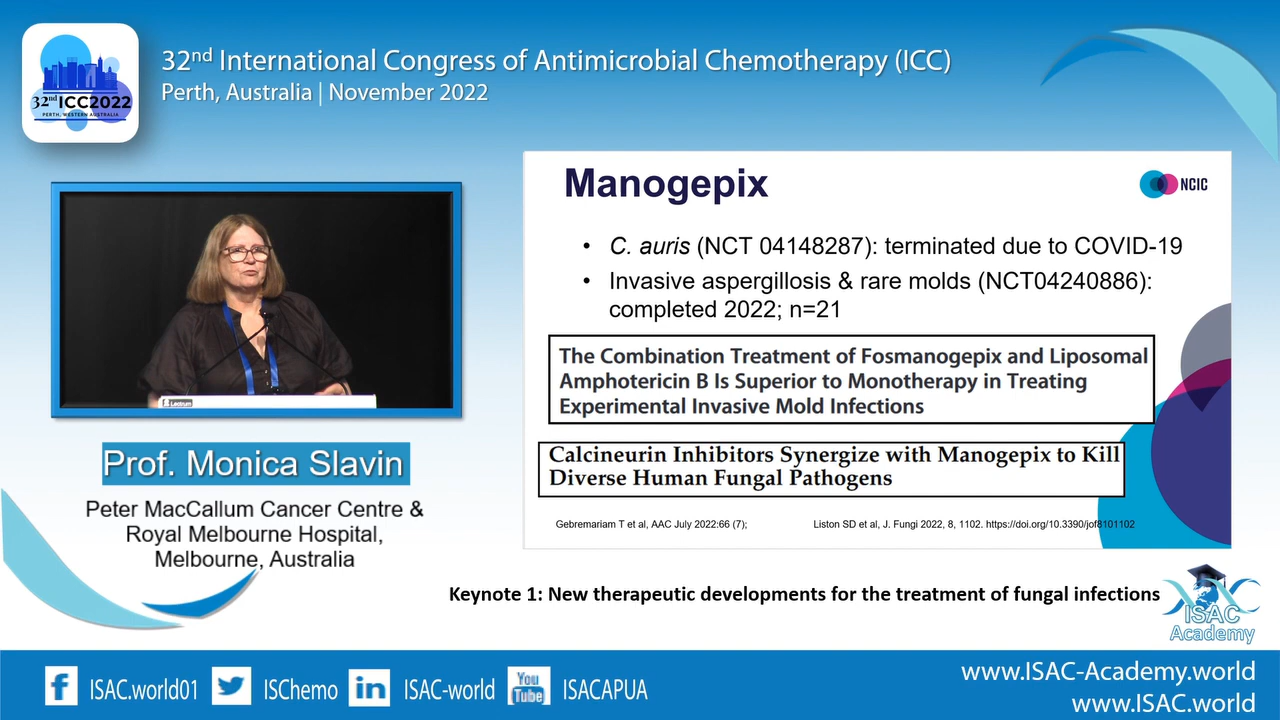 32nd International Congress of Antimicrobial Chemotherapy (ICC)
Perth, Australia | November 2022
32nd ICC2022
PERTH, WESTERN AUSTRALIA
Manogepix
NCIC
• C. auris (NCT 04148287): terminated due to COVID-19
• Invasive aspergillosis & rare molds (NCT04240886):
completed 2022; n=21
The Combination Treatment of Fosmanogepix and Liposomal
Amphotericin B Is Superior to Monotherapy in Treating
Experimental Invasive Mold Infections
Calcineurin Inhibitors Synergize with Manogepix to Kill
Diverse Human Fungal Pathogens
Gebremariam T et al, AAC July 2022:66 (7);
Liston SD et al, J. Fungi 2022, 8, 1102. https://doi.org/10.3390/jof8101102
Lectrum
Prof. Monica Slavin
Peter MacCallum Cancer Centre &
Royal Melbourne Hospital,
Melbourne, Australia
Keynote 1: New therapeutic developments for the treatment of fungal infections
ISAC
Academy
f ISAC.world01
ISChemo
in ISAC-world
You
Tube
ISACAPUA
www.ISAC-Academy.world
www.ISAC.world